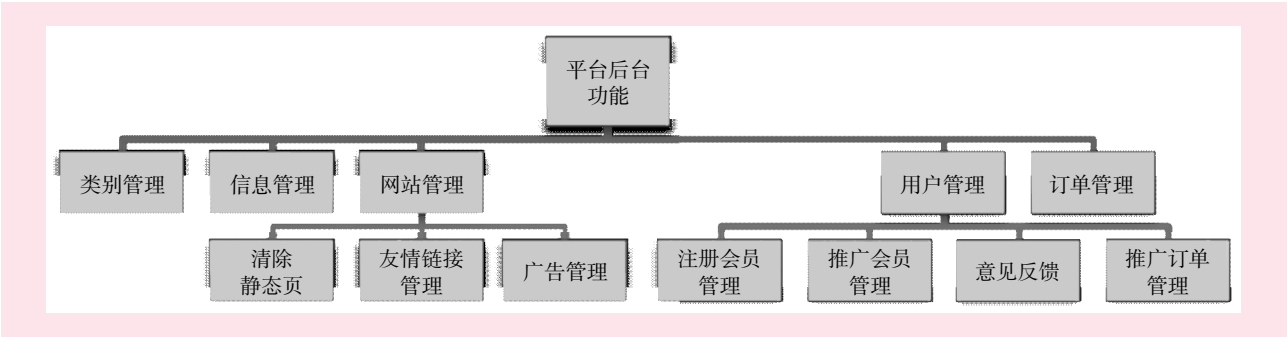 平台后台
功能
类别管理
信息管理
网站管理
用户管理
订单管理
清除
静态页
友情链接
管理
广告管理
注册会员
管理
推广会员
管理
意见反馈
推广订单
管理